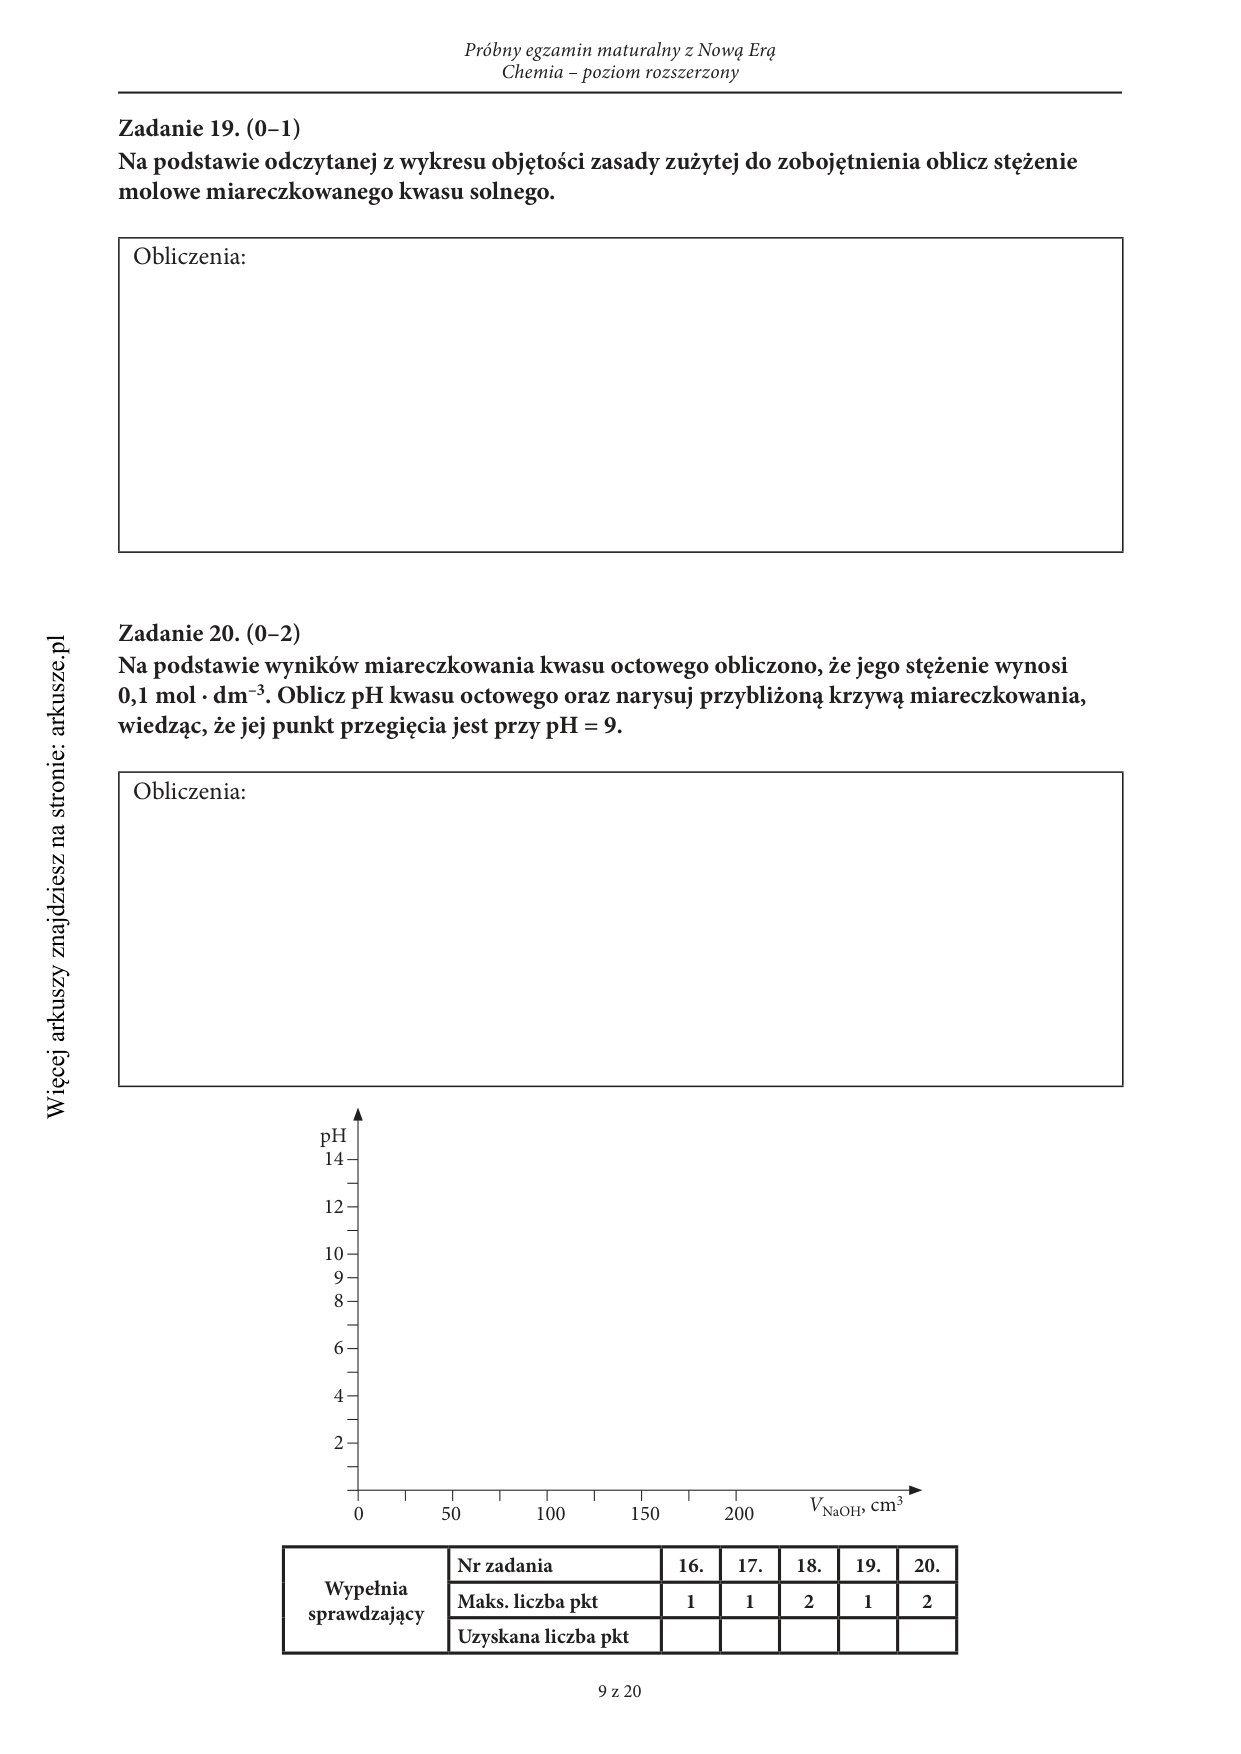 Próbny egzamin maturalny z Nową Erą
Chemia – poziom rozszerzony
Zadanie 19. (0–1)
Na podstawie odczytanej z wykresu objętości zasady zużytej do zobojętnienia oblicz stężenie
molowe miareczkowanego kwasu solnego.
Obliczenia:
Zadanie 20. (0–2)
Na podstawie wyników miareczkowania kwasu octowego obliczono, że jego stężenie wynosi
0,1 mol · dm⁻³. Oblicz pH kwasu octowego oraz narysuj przybliżoną krzywą miareczkowania,
wiedząc, że jej punkt przegięcia jest przy pH = 9.
Obliczenia:
pH
14
12
10
9
8
6
4
2
0 50 100 150 200 V_NaOH, cm³
Wypełnia
sprawdzający
Nr zadania 16. 17. 18. 19. 20.
Maks. liczba pkt 1 1 2 1 2
Uzyskana liczba pkt
9 z 20
Więcej arkuszy znajdziesz na stronie: arkusze.pl